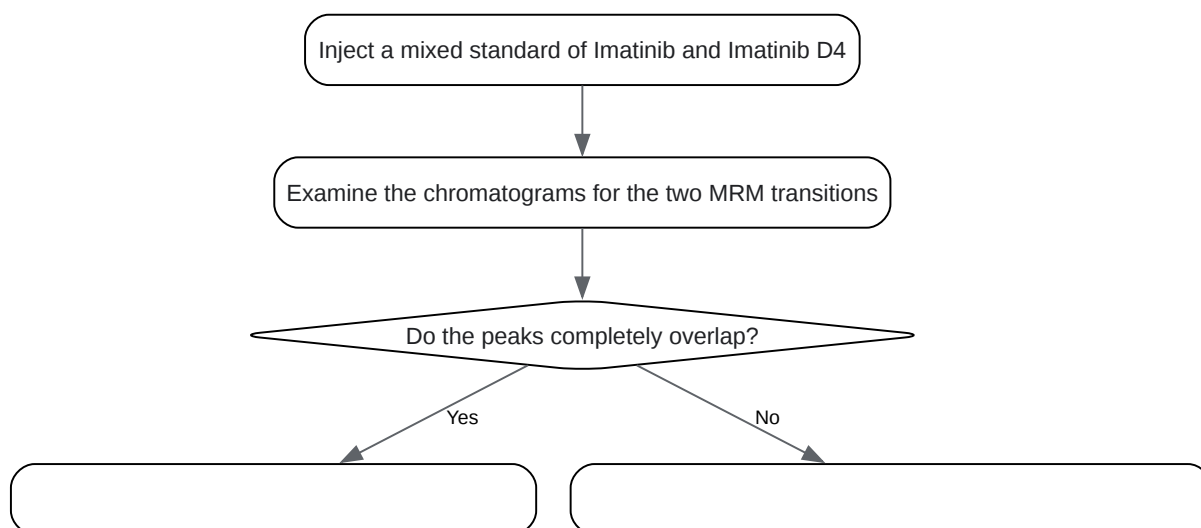 Inject a mixed standard of Imatinib and Imatinib D4
Examine the chromatograms for the two MRM transitions
Do the peaks completely overlap?
Yes
No